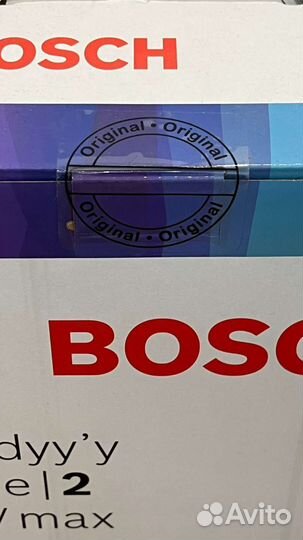 BOSCH
Original • Original
Original • Original
BOSC
dyy'y
e | 2
/ max
Avito